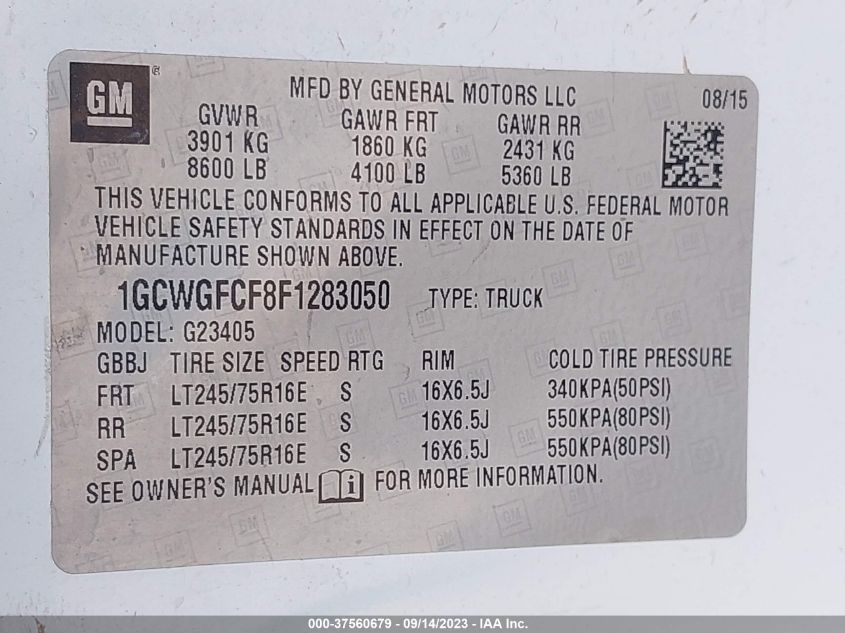 GM ®
MFD BY GENERAL MOTORS LLC 08/15
GVWR GAWR FRT GAWR RR
3901 KG 1860 KG 2431 KG
8600 LB 4100 LB 5360 LB
THIS VEHICLE CONFORMS TO ALL APPLICABLE U.S. FEDERAL MOTOR
VEHICLE SAFETY STANDARDS IN EFFECT ON THE DATE OF
MANUFACTURE SHOWN ABOVE.
1GCWGFCF8F1283050 TYPE: TRUCK
MODEL: G23405
GBBJ TIRE SIZE SPEED RTG RIM COLD TIRE PRESSURE
FRT LT245/75R16E S 16X6.5J 340KPA(50PSI)
RR LT245/75R16E S 16X6.5J 550KPA(80PSI)
SPA LT245/75R16E S 16X6.5J 550KPA(80PSI)
SEE OWNER'S MANUAL i FOR MORE INFORMATION.
000-37560679 / 09/14/2023 - IAA Inc.